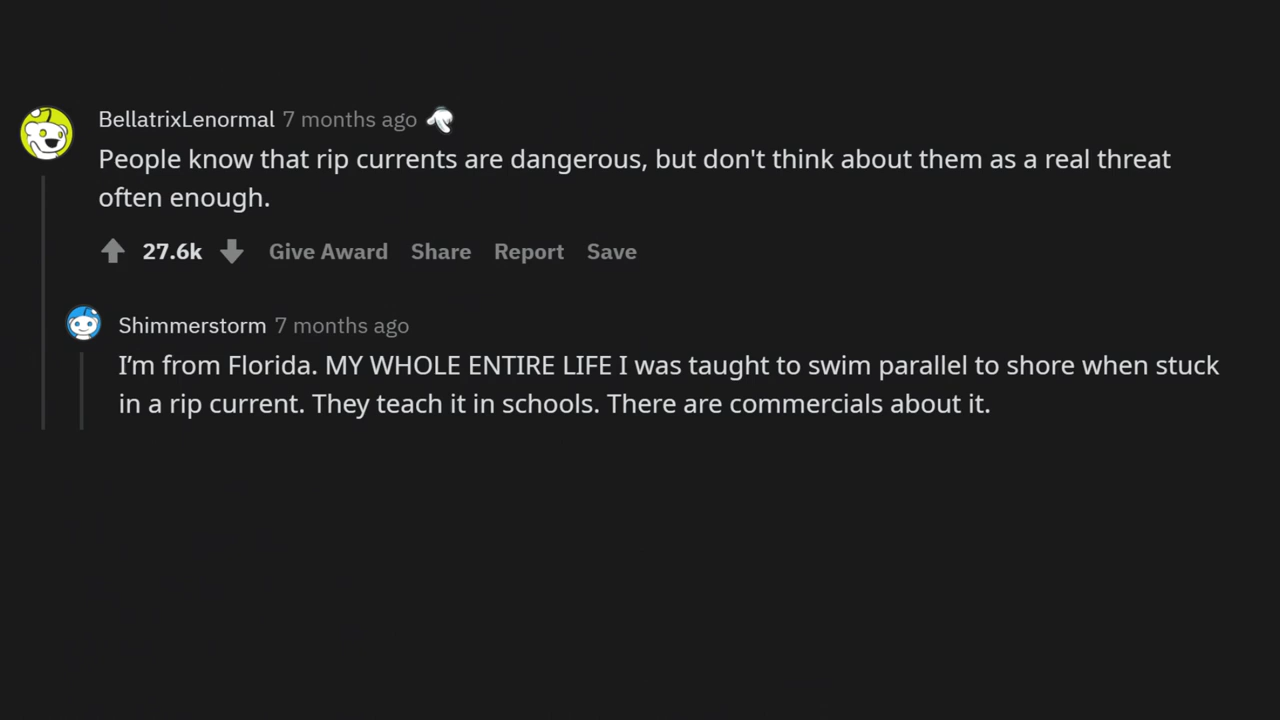 BellatrixLenormal 7 months ago
People know that rip currents are dangerous, but don't think about them as a real threat
often enough.
27.6k Give Award Share Report Save
Shimmerstorm 7 months ago
I’m from Florida. MY WHOLE ENTIRE LIFE I was taught to swim parallel to shore when stuck
in a rip current. They teach it in schools. There are commercials about it.